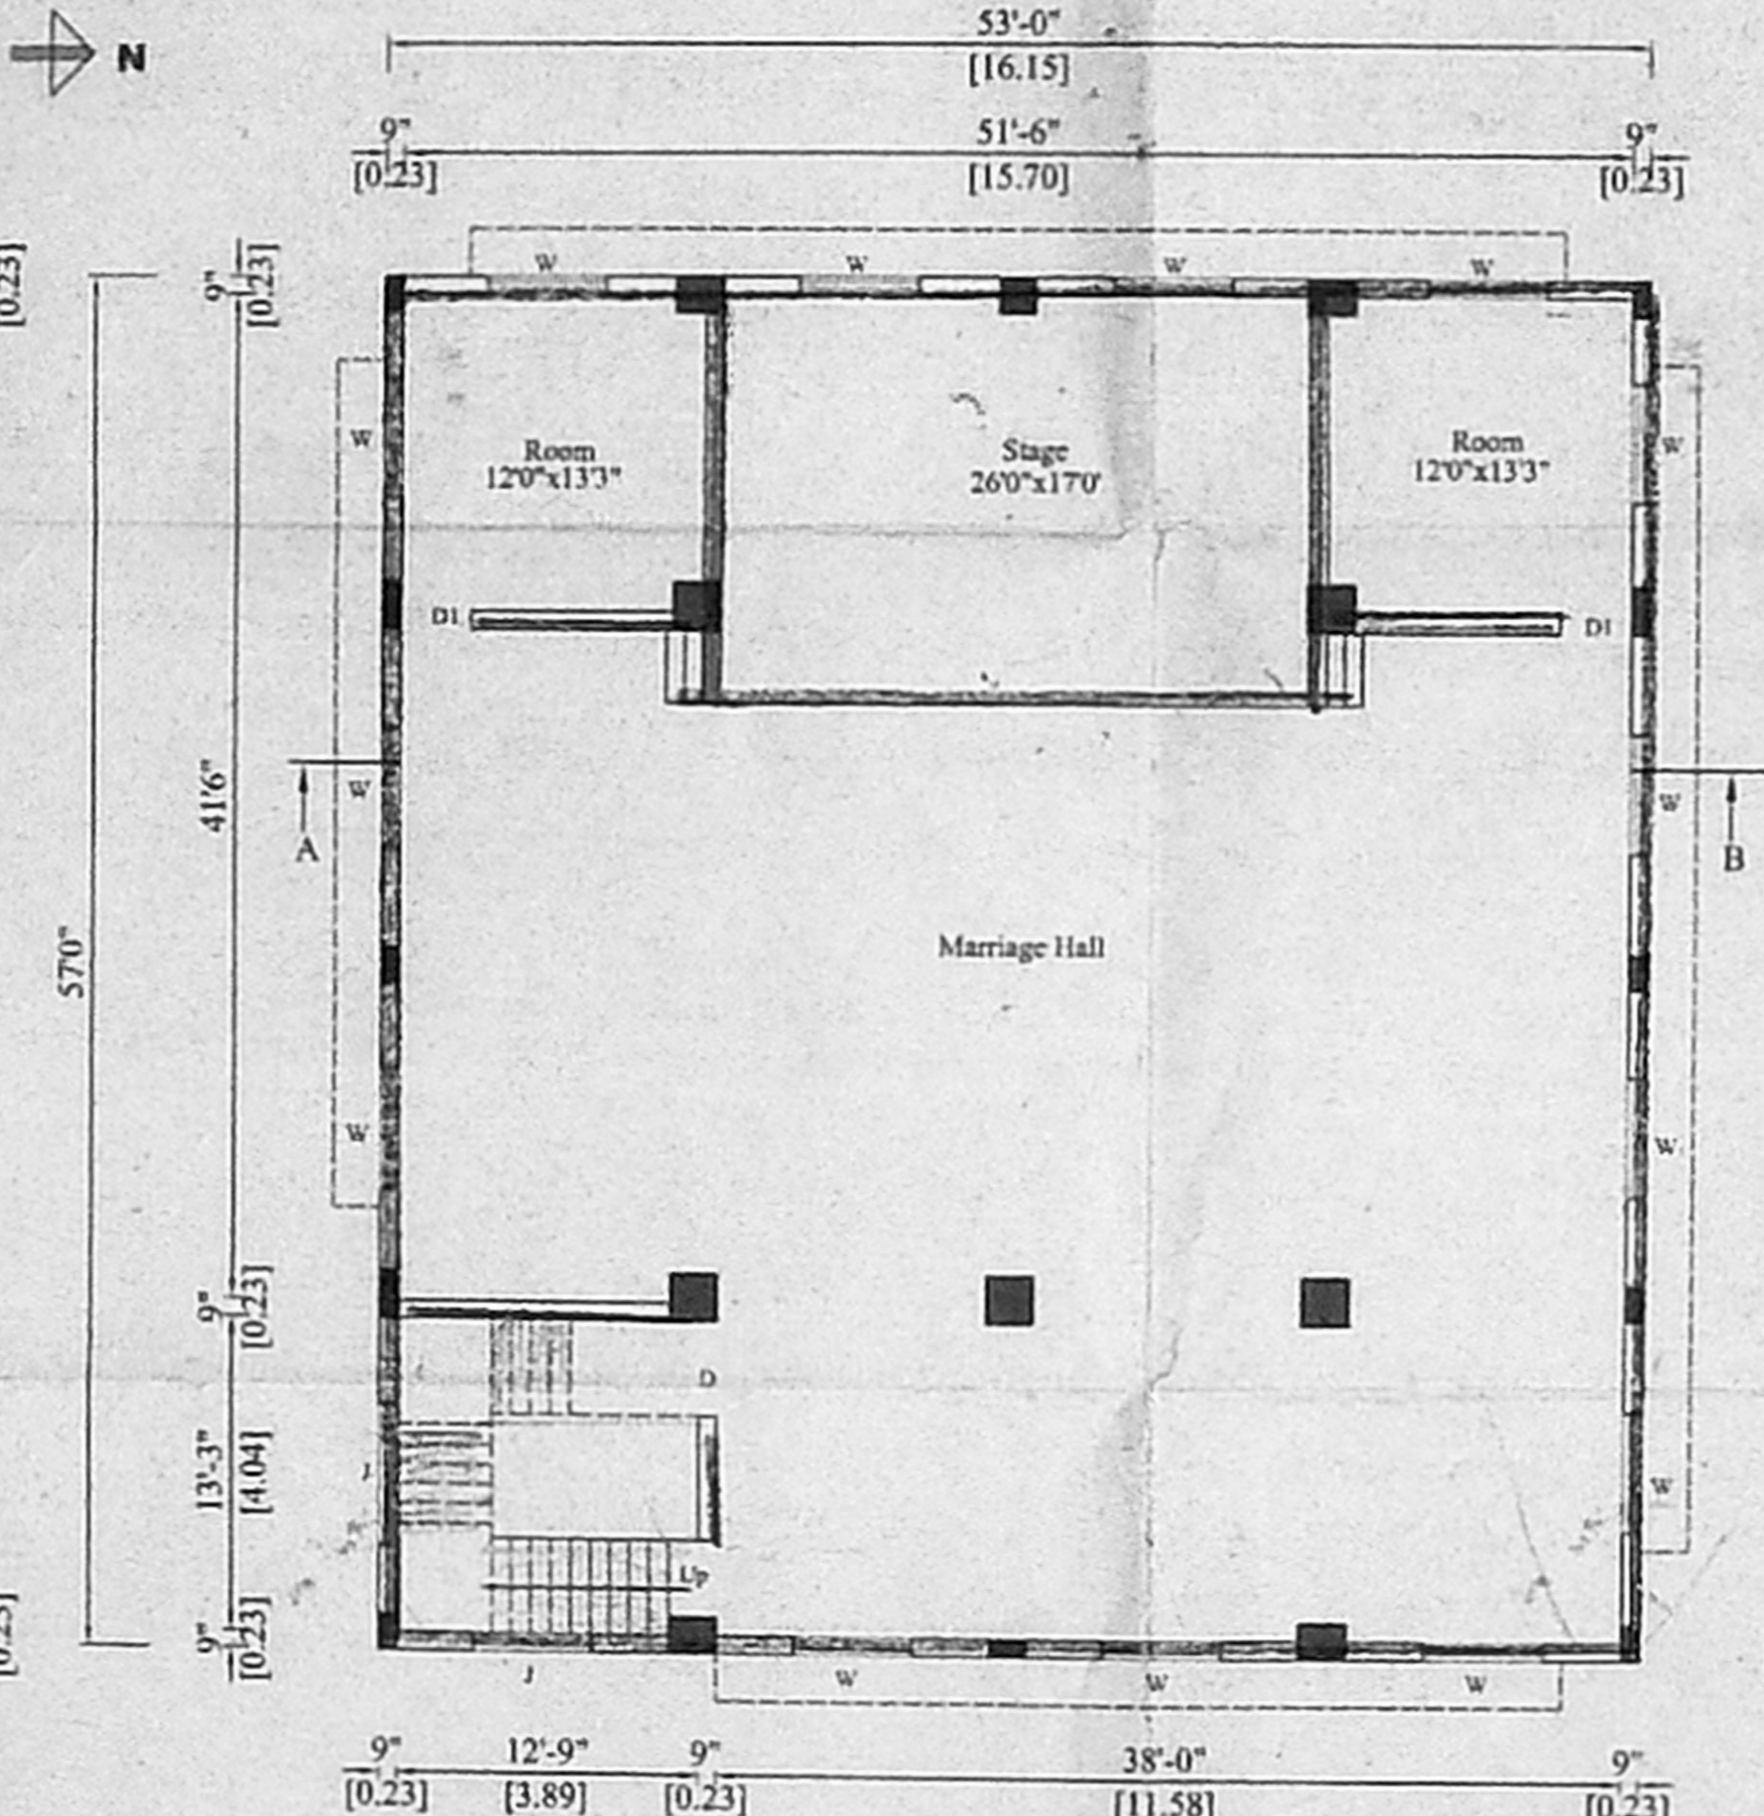 N
53'-0"
[16.15]
9"
51'-6"
9"
[0.23]
[15.70]
[0.23]
[0.23]
9"
[0.23]
W
W
W
W
W
Room
12'0"x13'3"
Stage
26'0"x17'0'
Room
12'0"x13'3"
W
D1
D1
41'6"
W
A
W
B
57'0"
Marriage Hall
W
W
9"
[0.23]
D
13'-3"
[4.04]
J
W
Up
9"
[0.23]
J
W
W
W
9"
12'-9"
9"
38'-0"
9"
[0.23]
[3.89]
[0.23]
[11.58]
[0.23]